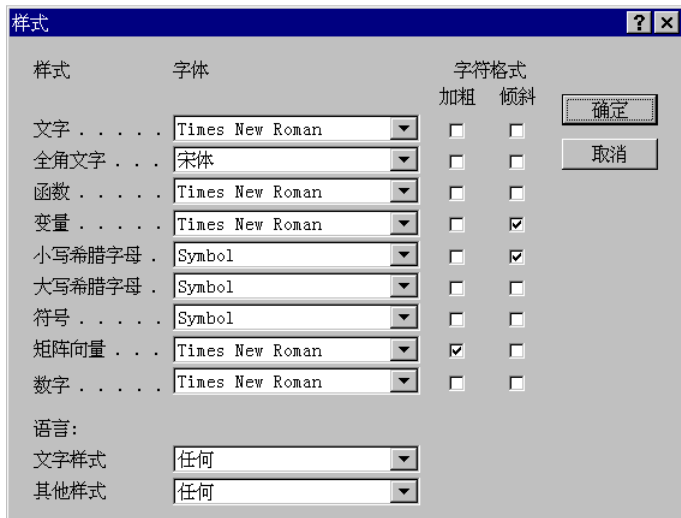 样式
样式 字体 字符格式
加粗 倾斜
确定
文字 . . . . . Times New Roman
取消
全角文字 . . . 宋体
函数 . . . . . Times New Roman
变量 . . . . . Times New Roman
小写希腊字母 . Symbol
大写希腊字母 . Symbol
符号 . . . . . Symbol
矩阵向量 . . . Times New Roman
数字 . . . . . Times New Roman
语言:
文字样式 任何
其他样式 任何